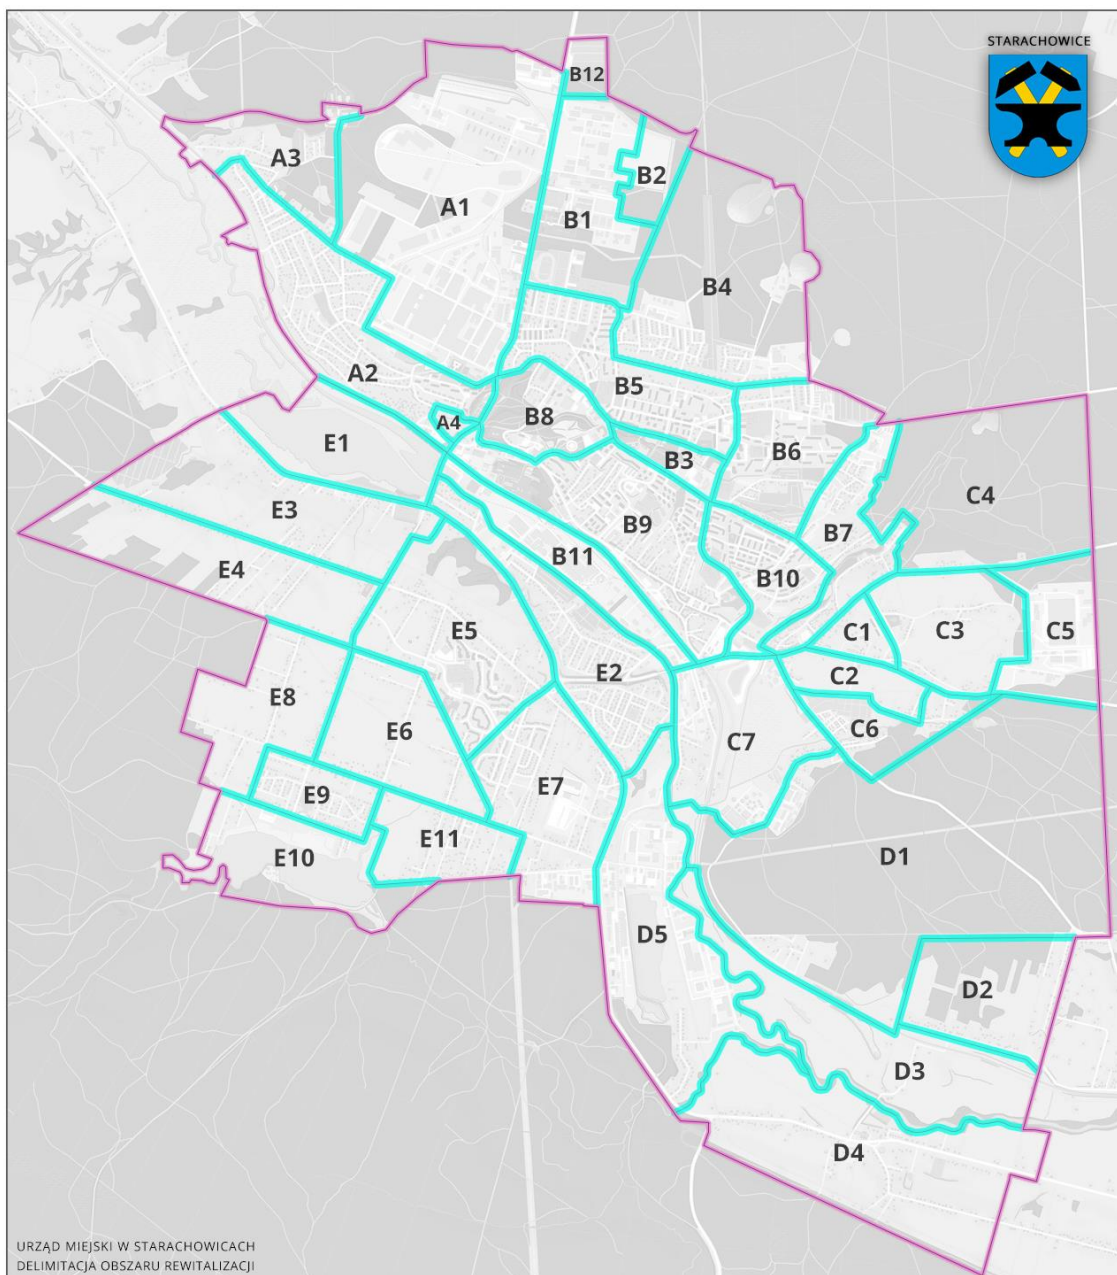 STARACHOWICE
B12
A3
B2
A1
B1
B4
A2
B5
A4
B8
E1
B3
B6
C4
E3
B9
B7
E4
B11
B10
E5
C1
C3
C5
E2
C2
E8
E6
C6
C7
E7
E9
E11
E10
D1
D5
D2
D3
D4
URZĄD MIEJSKI W STARACHOWICACH
DELIMITACJA OBSZARU REWITALIZACJI